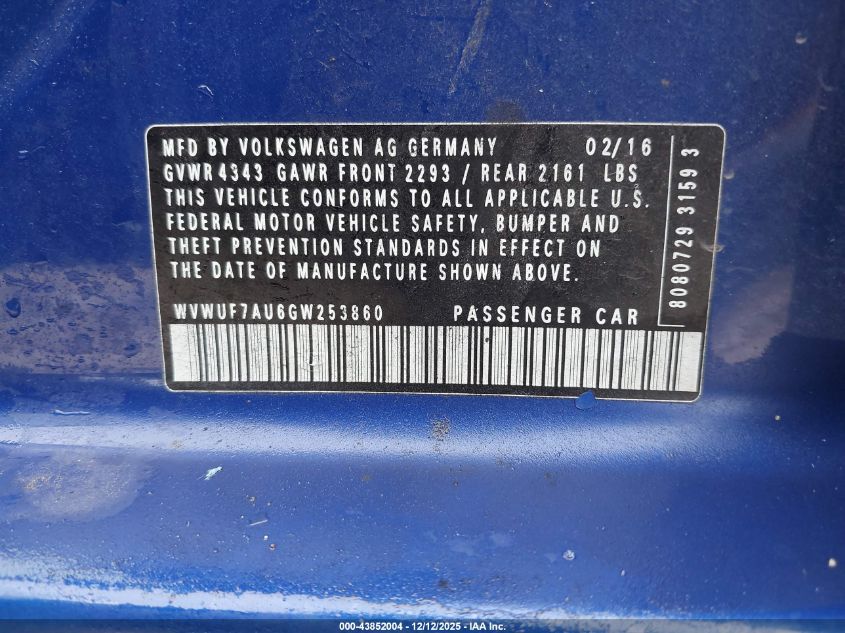 MFD BY VOLKSWAGEN AG GERMANY 02/16
GVWR 4343 GAWR FRONT 2293 / REAR 2161 LBS
THIS VEHICLE CONFORMS TO ALL APPLICABLE U.S.
FEDERAL MOTOR VEHICLE SAFETY, BUMPER AND
THEFT PREVENTION STANDARDS IN EFFECT ON
THE DATE OF MANUFACTURE SHOWN ABOVE.
WVWUF7AU6GW253860 PASSENGER CAR
8080729 3159 3
000-43852004 - 12/12/2025 - IAA Inc.